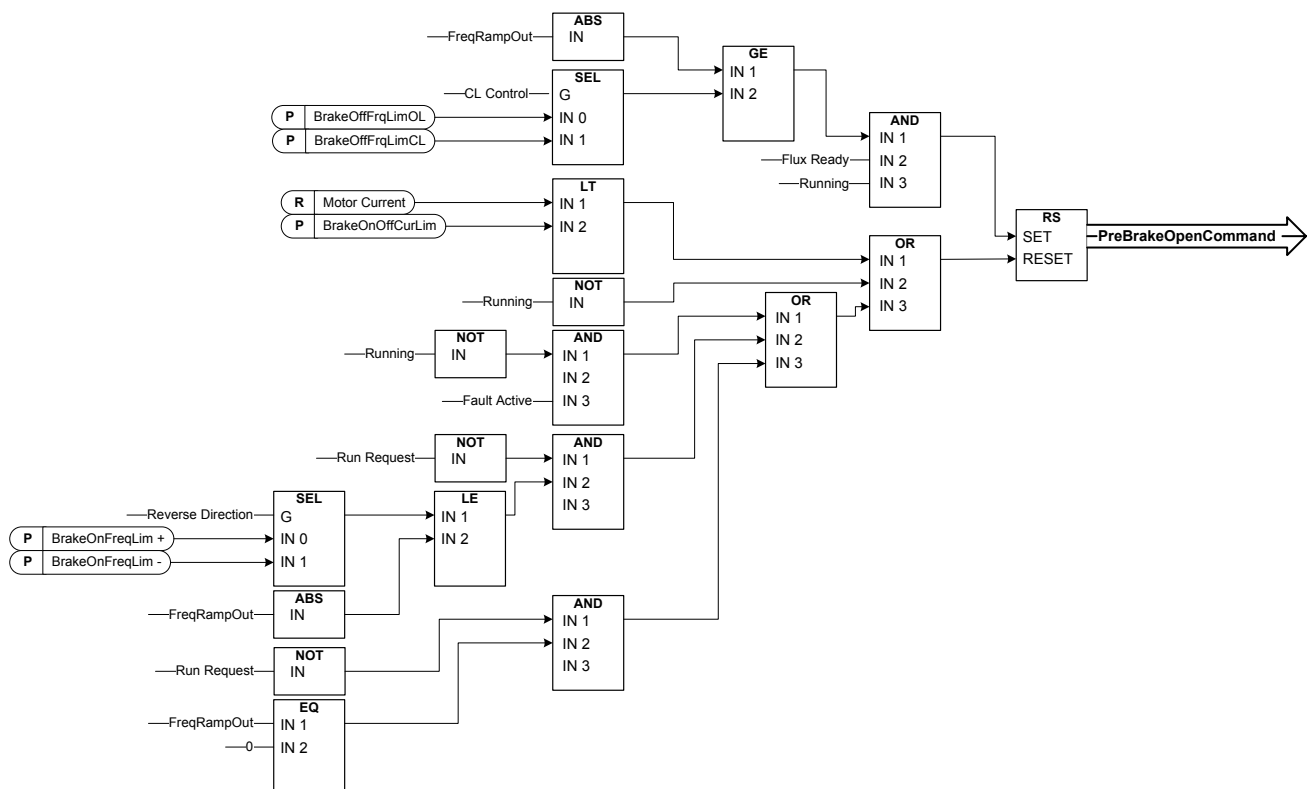 ABS
FreqRampOut
IN
GE
IN 1
IN 2
SEL
CL Control
G
P BrakeOffFrqLimOL
IN 0
P BrakeOffFrqLimCL
IN 1
AND
IN 1
Flux Ready
IN 2
Running
IN 3
LT
R Motor Current
IN 1
P BrakeOnOffCurLim
IN 2
RS
SET
PreBrakeOpenCommand
RESET
OR
IN 1
IN 2
IN 3
NOT
Running
IN
OR
IN 1
IN 2
IN 3
NOT
Running
IN
AND
IN 1
IN 2
Fault Active
IN 3
NOT
Run Request
IN
AND
IN 1
IN 2
IN 3
SEL
Reverse Direction
G
P BrakeOnFreqLim +
IN 0
P BrakeOnFreqLim -
IN 1
LE
IN 1
IN 2
ABS
FreqRampOut
IN
AND
IN 1
IN 2
IN 3
NOT
Run Request
IN
EQ
FreqRampOut
IN 1
0
IN 2